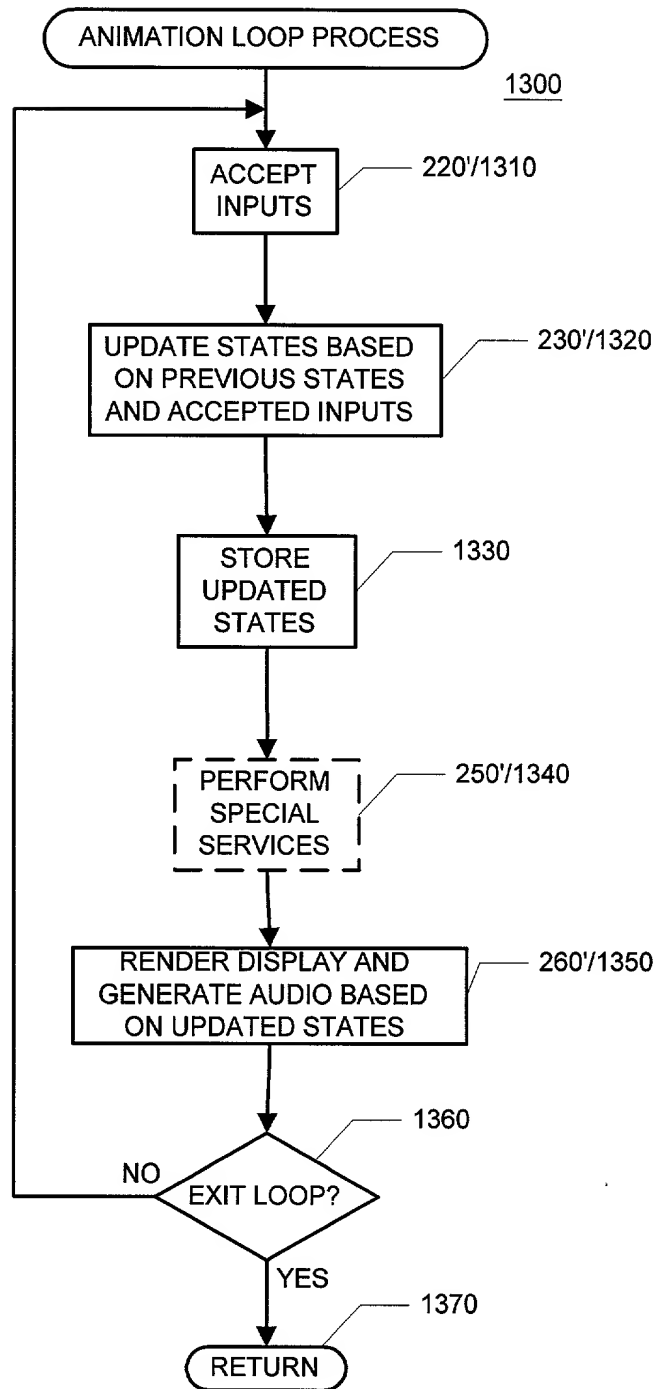 ANIMATION LOOP PROCESS
1300
ACCEPT
INPUTS
220'/1310
UPDATE STATES BASED
ON PREVIOUS STATES
AND ACCEPTED INPUTS
230'/1320
STORE
UPDATED
STATES
1330
PERFORM
SPECIAL
SERVICES
250'/1340
RENDER DISPLAY AND
GENERATE AUDIO BASED
ON UPDATED STATES
260'/1350
1360
NO
EXIT LOOP?
YES
1370
RETURN